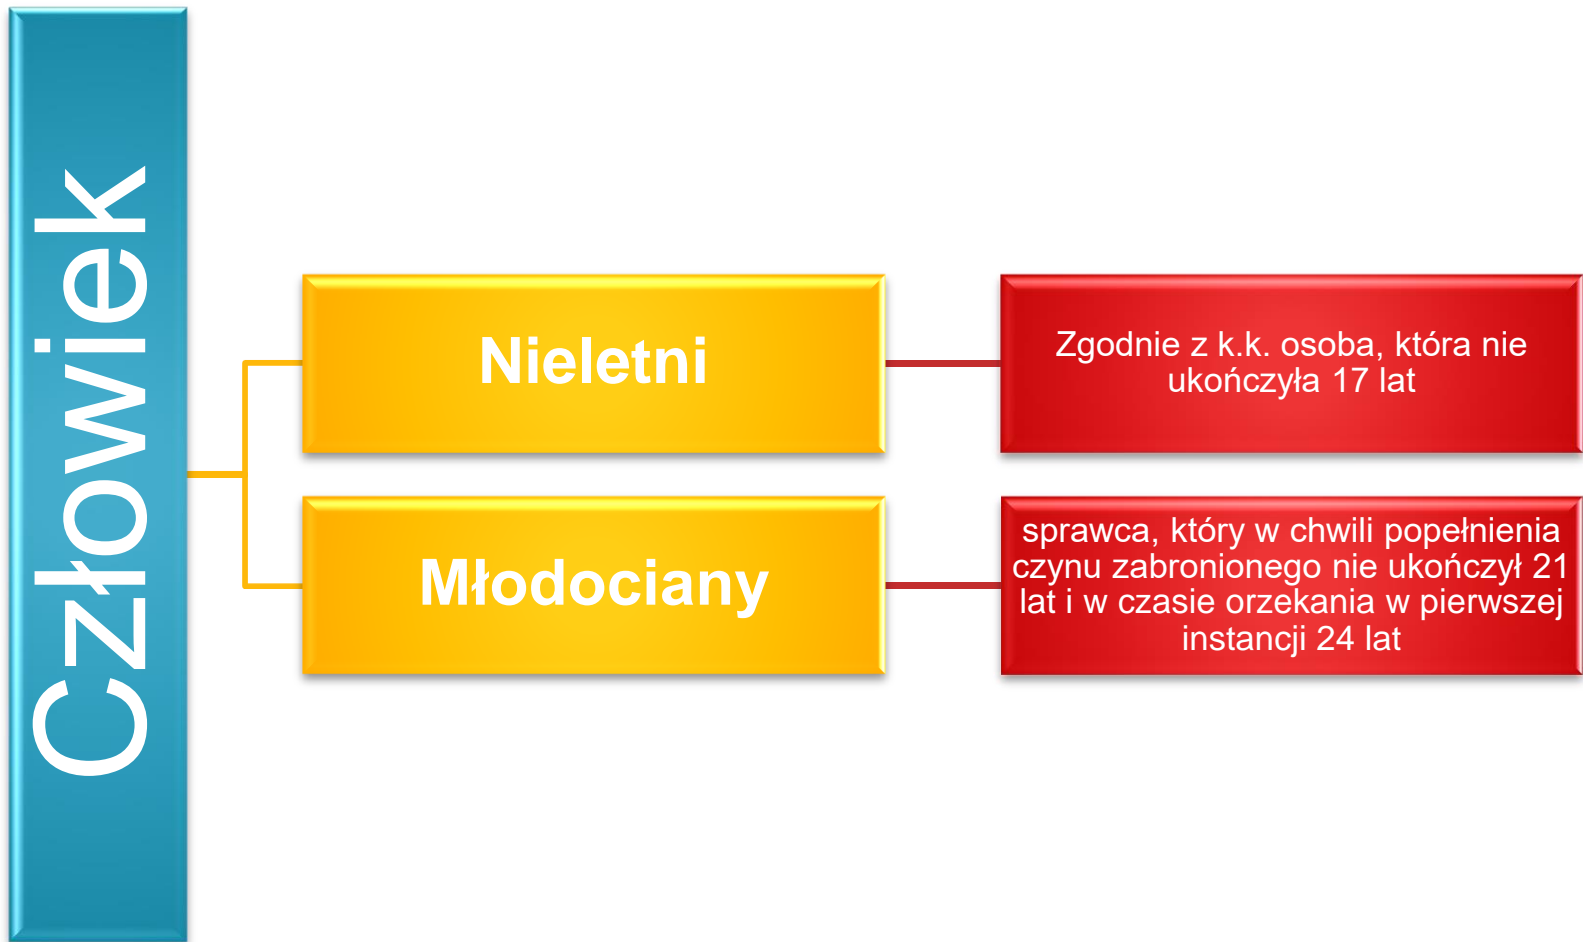 Człowiek
Nieletni
Zgodnie z k.k. osoba, która nie
ukończyła 17 lat
Młodociany
sprawca, który w chwili popełnienia
czynu zabronionego nie ukończył 21
lat i w czasie orzekania w pierwszej
instancji 24 lat